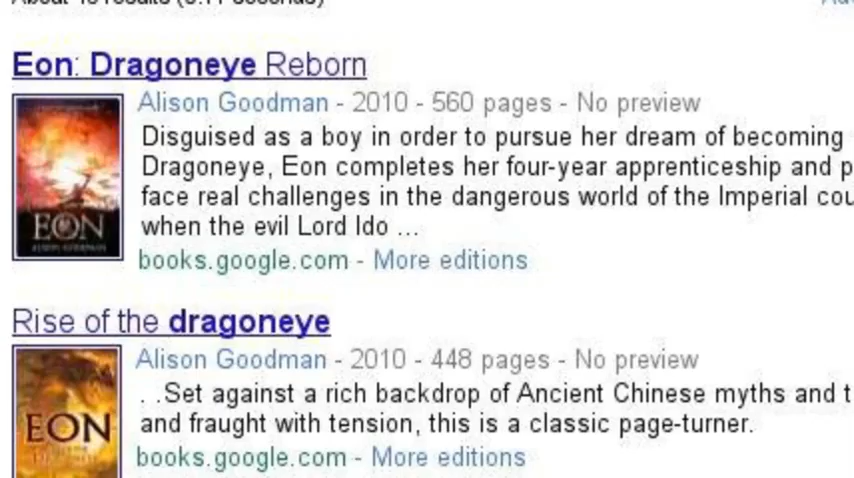 Eon: Dragoneye Reborn
Alison Goodman - 2010 - 560 pages - No preview
Disguised as a boy in order to pursue her dream of becoming
Dragoneye, Eon completes her four-year apprenticeship and p
face real challenges in the dangerous world of the Imperial cou
when the evil Lord Ido ...
EON
books.google.com - More editions
Rise of the dragoneye
Alison Goodman - 2010 - 448 pages - No preview
. .Set against a rich backdrop of Ancient Chinese myths and t
and fraught with tension, this is a classic page-turner.
EON
books.google.com - More editions